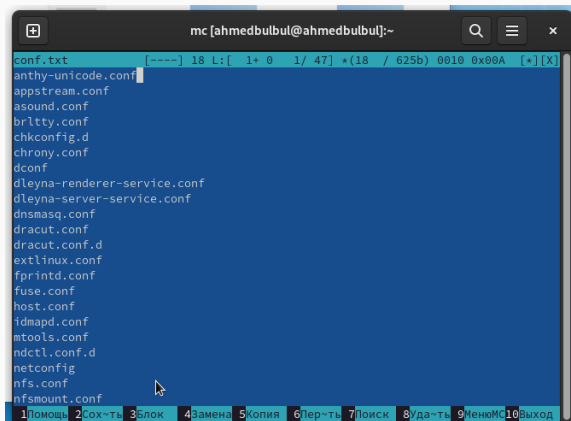 mc [ahmedbulbul@ahmedbulbul]:~
conf.txt [----] 18 L:[ 1+ 0 1/ 47] *(18 / 625b) 0010 0x00A [*][X]
anthy-unicode.conf
appstream.conf
asound.conf
brltty.conf
chkconfig.d
chrony.conf
dconf
dleyna-renderer-service.conf
dleyna-server-service.conf
dnsmasq.conf
dracut.conf
dracut.conf.d
extlinux.conf
fprintd.conf
fuse.conf
host.conf
idmapd.conf
mtools.conf
ndctl.conf.d
netconfig
nfs.conf
nfsmount.conf
1Помощь 2Сох~ть 3Блок 4Замена 5Копия 6Пер~ть 7Поиск 8Уда~ть 9МенюMC 10Выход